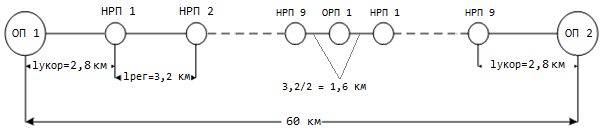 НРП 1
НРП 2
НРП 9
ОРП 1
НРП 1
НРП 9
ОП 1
ОП 2
lукор=2,8 км
lрег=3,2 км
3,2/2 = 1,6 км
lукор=2,8 км
60 км